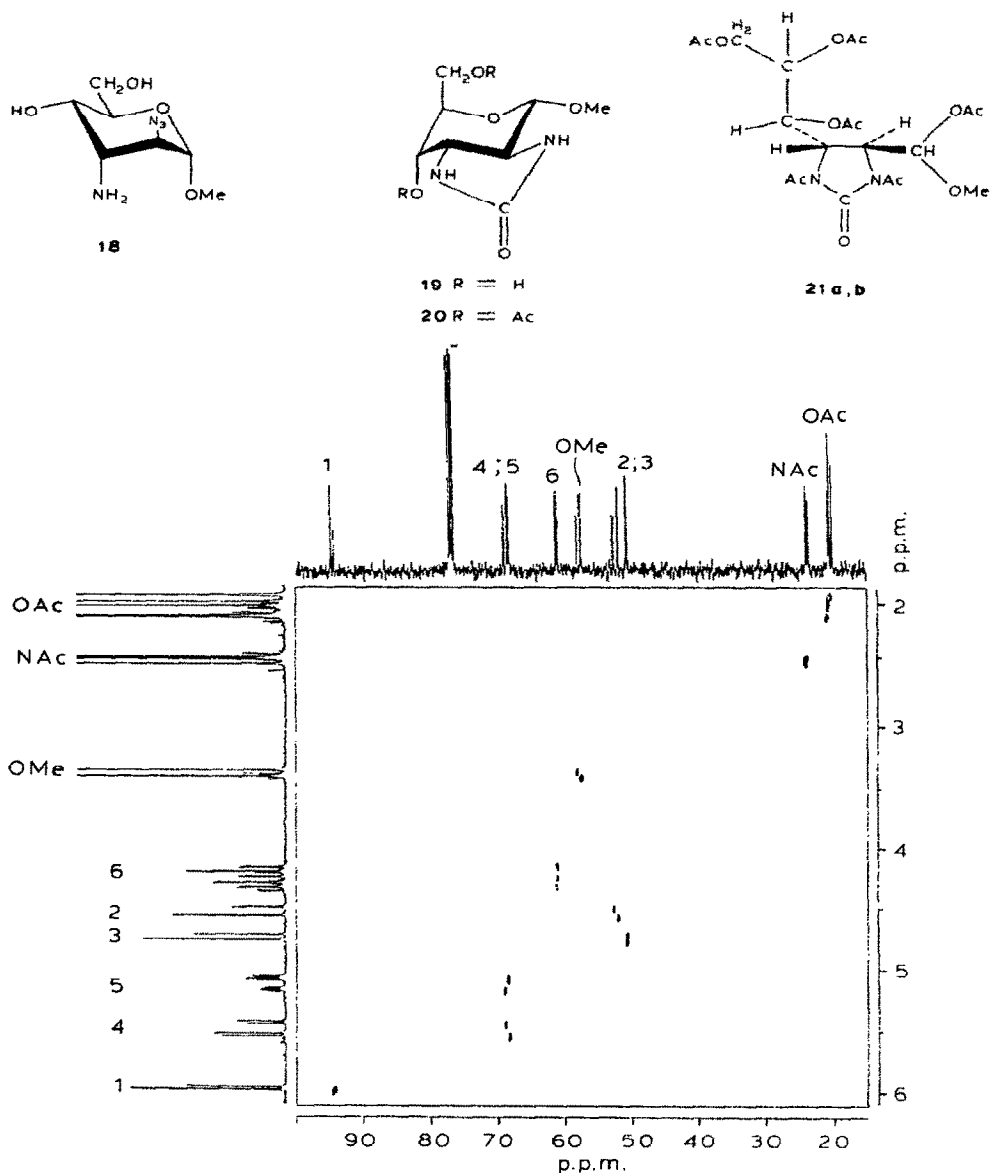 CH₂OH
HO
O
N₃
NH₂
OMe
18
CH₂OR
O
OMe
NH
NH
RO
C
O
19 R = H
20 R = Ac
H₂
AcOC
H
OAc
C
H
C
OAc
H
OAc
H
CH
AcN
NAc
OMe
C
O
21a,b
1
4;5
6
OMe
2;3
NAc
OAc
p.p.m.
OAc
NAc
OMe
6
2
3
5
4
1
2
3
4
5
6
90 80 70 60 50 40 30 20
p.p.m.